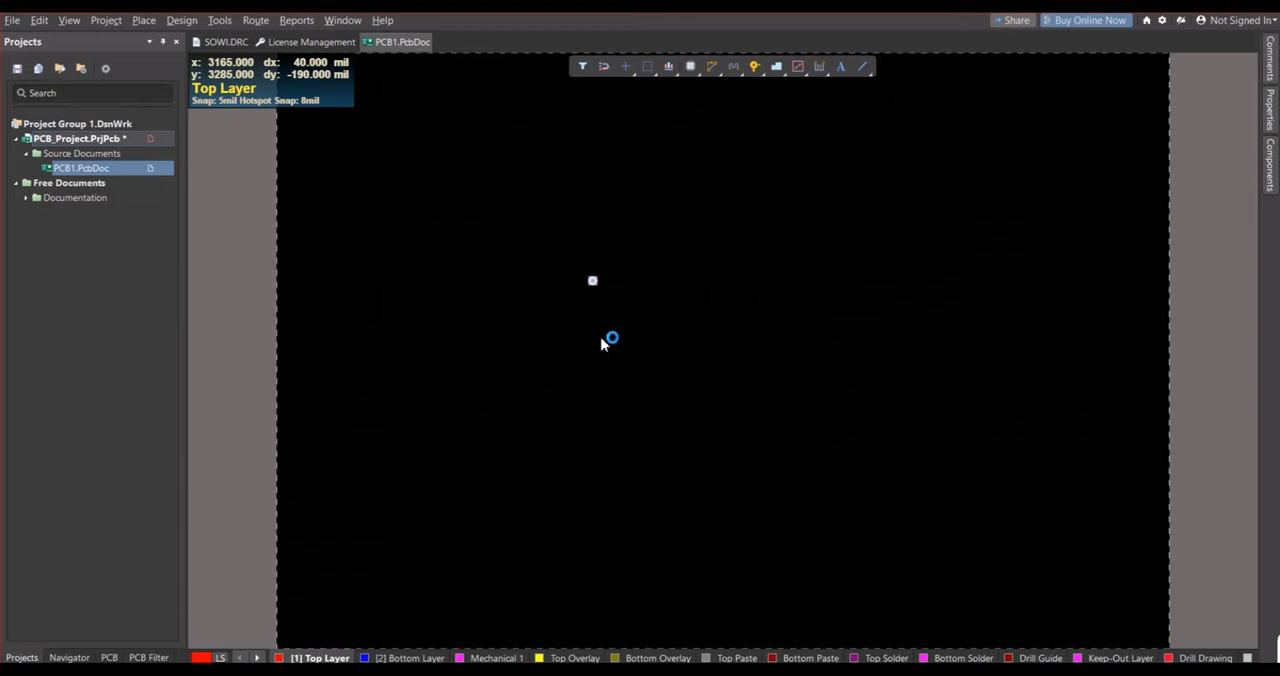 File Edit View Project Place Design Tools Route Reports Window Help Share Buy Online Now Not Signed In
Projects SOWI.DRC License Management PCB1.PcbDoc
x: 3165.000 dx: 40.000 mil
y: 3285.000 dy: -190.000 mil
Top Layer
Snap: 5mil Hotspot Snap: 8mil
Search
Project Group 1.DsnWrk
PCB_Project.PrjPcb *
Source Documents
PCB1.PcbDoc
Free Documents
Documentation
Comments
Properties
Components
Projects Navigator PCB PCB Filter LS [1] Top Layer [2] Bottom Layer Mechanical 1 Top Overlay Bottom Overlay Top Paste Bottom Paste Top Solder Bottom Solder Drill Guide Keep-Out Layer Drill Drawing